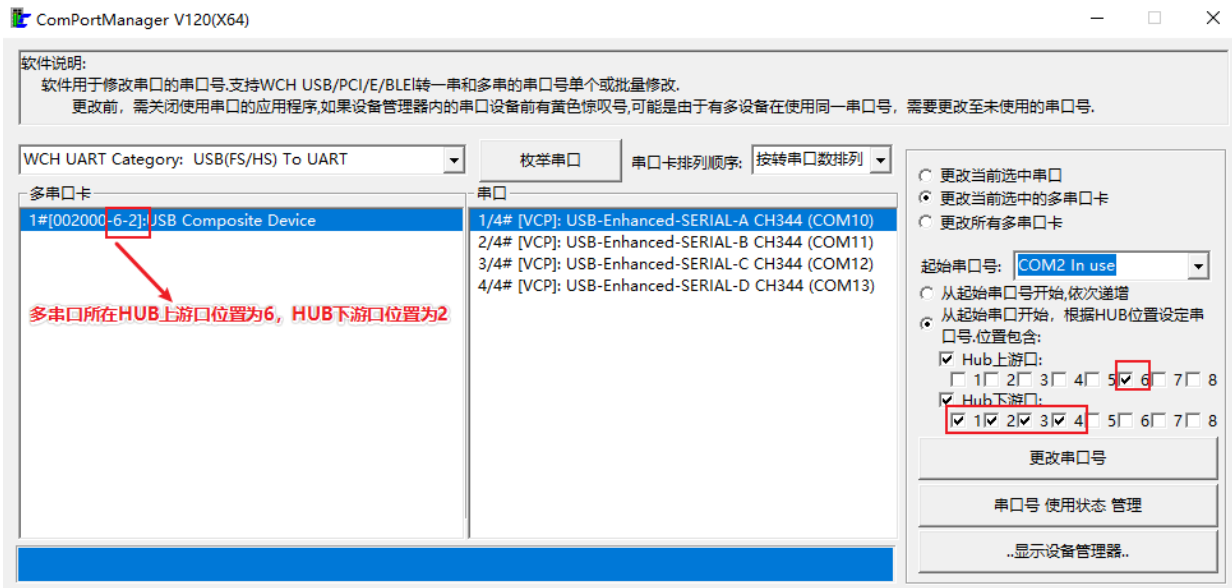 ComPortManager V120(X64)
软件说明:
软件用于修改串口的串口号.支持WCH USB/PCI/E/BLE转一串和多串的串口号单个或批量修改.
更改前，需关闭使用串口的应用程序,如果设备管理器内的串口设备前有黄色惊叹号,可能是由于有多设备在使用同一串口号，需要更改至未使用的串口号.
WCH UART Category: USB(FS/HS) To UART
枚举串口
串口卡排列顺序:
按转串口数排列
多串口卡
1#[002000-6-2]:USB Composite Device
多串口所在HUB上游口位置为6，HUB下游口位置为2
串口
1/4# [VCP]: USB-Enhanced-SERIAL-A CH344 (COM10)
2/4# [VCP]: USB-Enhanced-SERIAL-B CH344 (COM11)
3/4# [VCP]: USB-Enhanced-SERIAL-C CH344 (COM12)
4/4# [VCP]: USB-Enhanced-SERIAL-D CH344 (COM13)
更改当前选中串口
更改当前选中的多串口卡
更改所有多串口卡
起始串口号:
COM2 In use
从起始串口号开始,依次递增
从起始串口开始，根据HUB位置设定串
口号.位置包含:
Hub上游口:
1 2 3 4 5 6 7 8
Hub下游口:
1 2 3 4 5 6 7 8
更改串口号
串口号 使用状态 管理
..显示设备管理器..